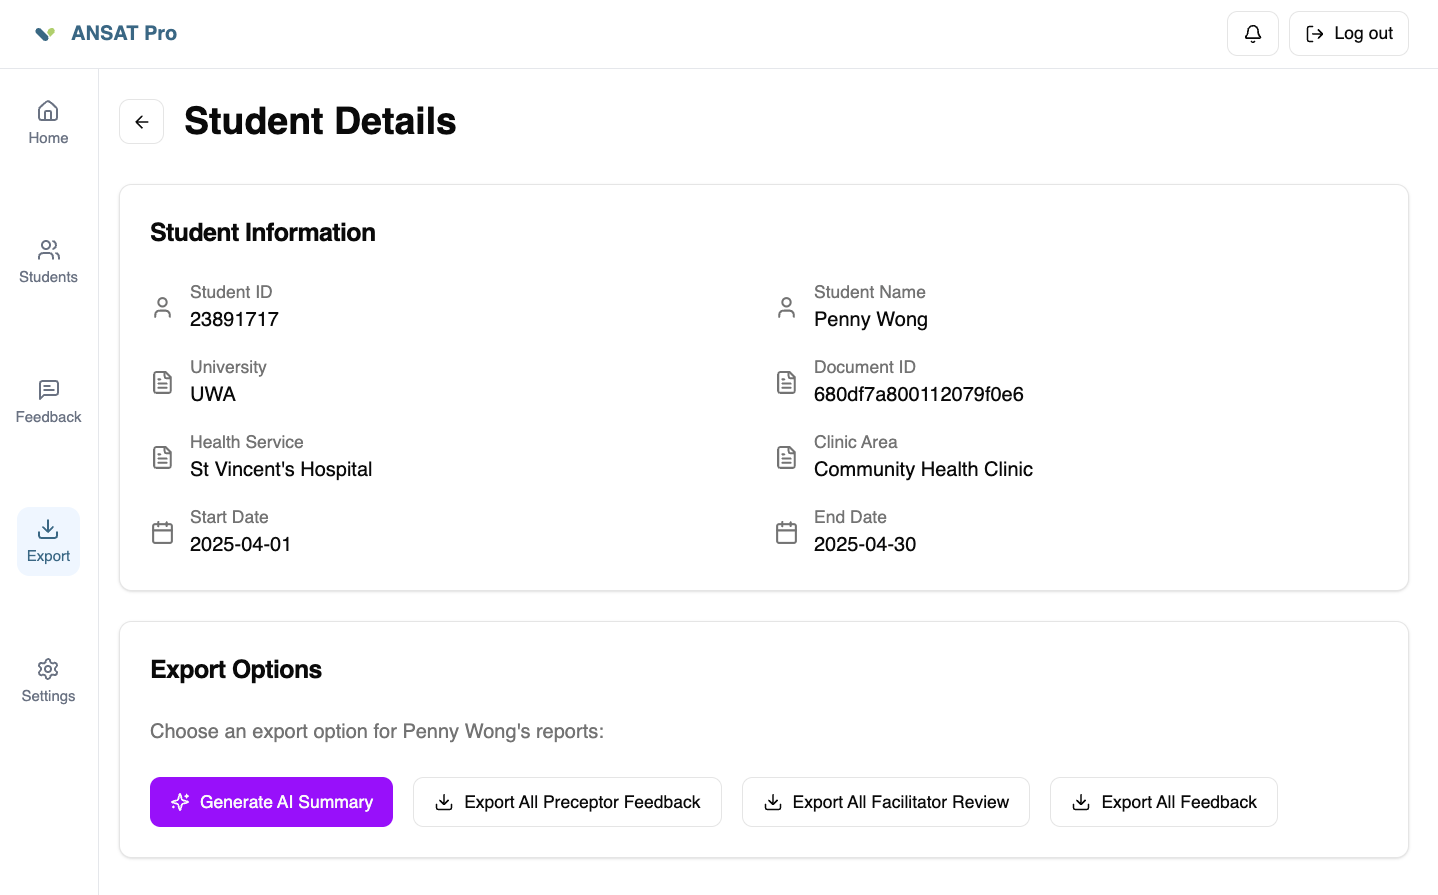 ANSAT Pro
Log out
Home
Students
Feedback
Export
Settings
Student Details
Student Information
Student ID
23891717
Student Name
Penny Wong
University
UWA
Document ID
680df7a800112079f0e6
Health Service
St Vincent's Hospital
Clinic Area
Community Health Clinic
Start Date
2025-04-01
End Date
2025-04-30
Export Options
Choose an export option for Penny Wong's reports:
Generate AI Summary
Export All Preceptor Feedback
Export All Facilitator Review
Export All Feedback